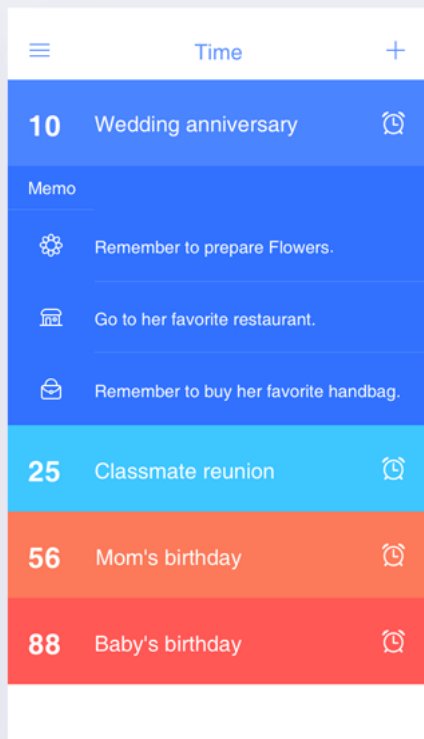 Time
10 Wedding anniversary
Memo
Remember to prepare Flowers.
Go to her favorite restaurant.
Remember to buy her favorite handbag.
25 Classmate reunion
56 Mom's birthday
88 Baby's birthday